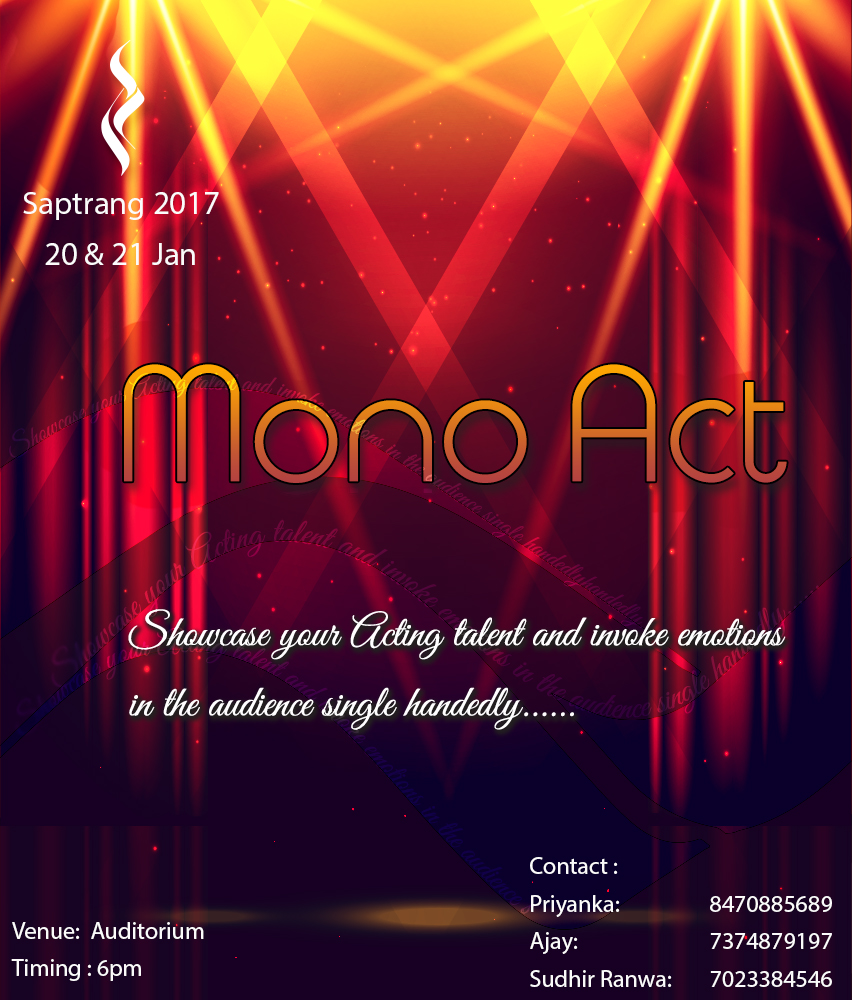 Saptrang 2017
20 & 21 Jan
Mono Act
Showcase your Acting talent and invoke emotions
in the audience single handedly......
Contact :
Priyanka: 8470885689
Ajay: 7374879197
Sudhir Ranwa: 7023384546
Venue: Auditorium
Timing : 6pm